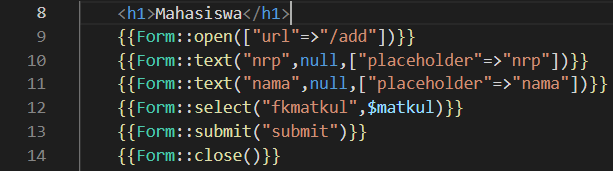 8 <h1>Mahasiswa</h1>
9 {{Form::open(["url"=>"/add"])}}
10 {{Form::text("nrp",null,["placeholder"=>"nrp"])}}
11 {{Form::text("nama",null,["placeholder"=>"nama"])}}
12 {{Form::select("fkmatkul",$matkul)}}
13 {{Form::submit("submit")}}
14 {{Form::close()}}